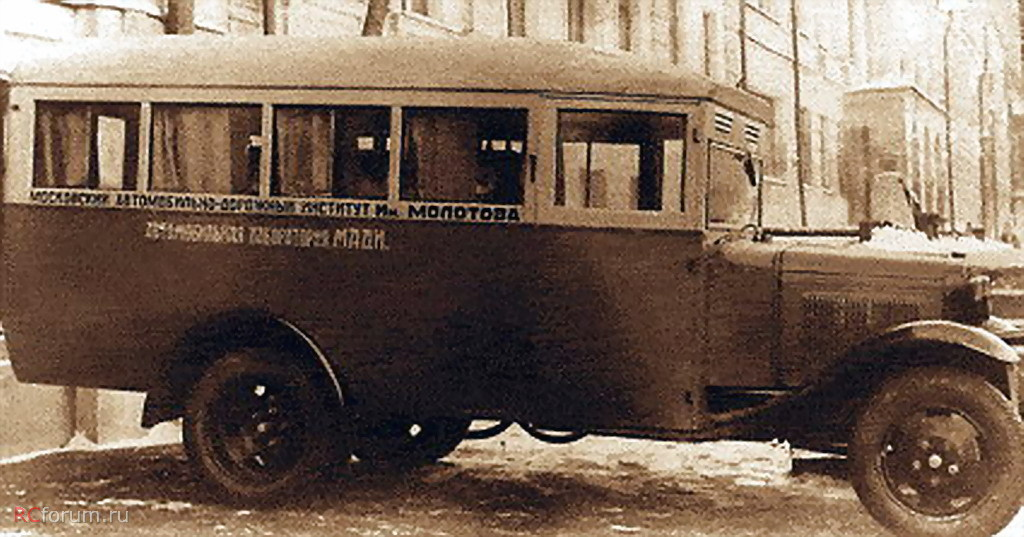 МОСКОВСКИЙ АВТОМОБИЛЬНО-ДОРОЖНЫЙ ИНСТИТУТ ИМ. МОЛОТОВА
АВТОМОБИЛЬНАЯ ЛАБОРАТОРИЯ МАДИ.
RCforum.ru